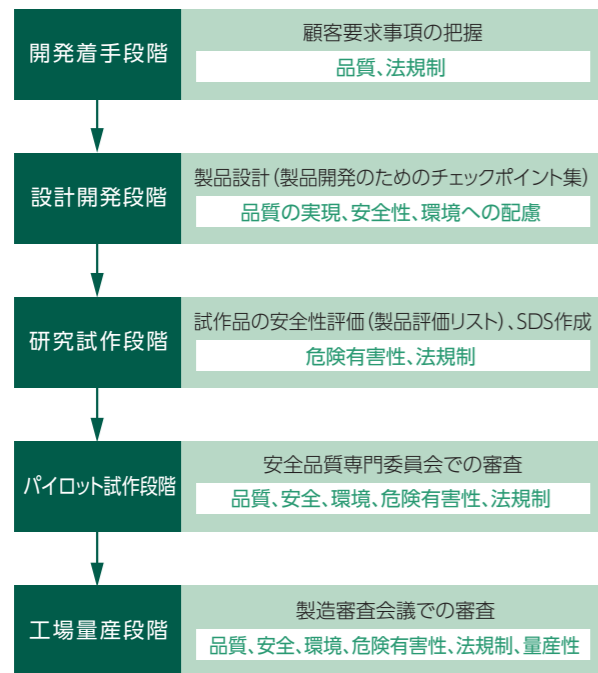 開発着手段階
顧客要求事項の把握
品質、法規制
設計開発段階
製品設計(製品開発のためのチェックポイント集)
品質の実現、安全性、環境への配慮
研究試作段階
試作品の安全性評価(製品評価リスト)、SDS作成
危険有害性、法規制
パイロット試作段階
安全品質専門委員会での審査
品質、安全、環境、危険有害性、法規制
工場量産段階
製造審査会議での審査
品質、安全、環境、危険有害性、法規制、量産性